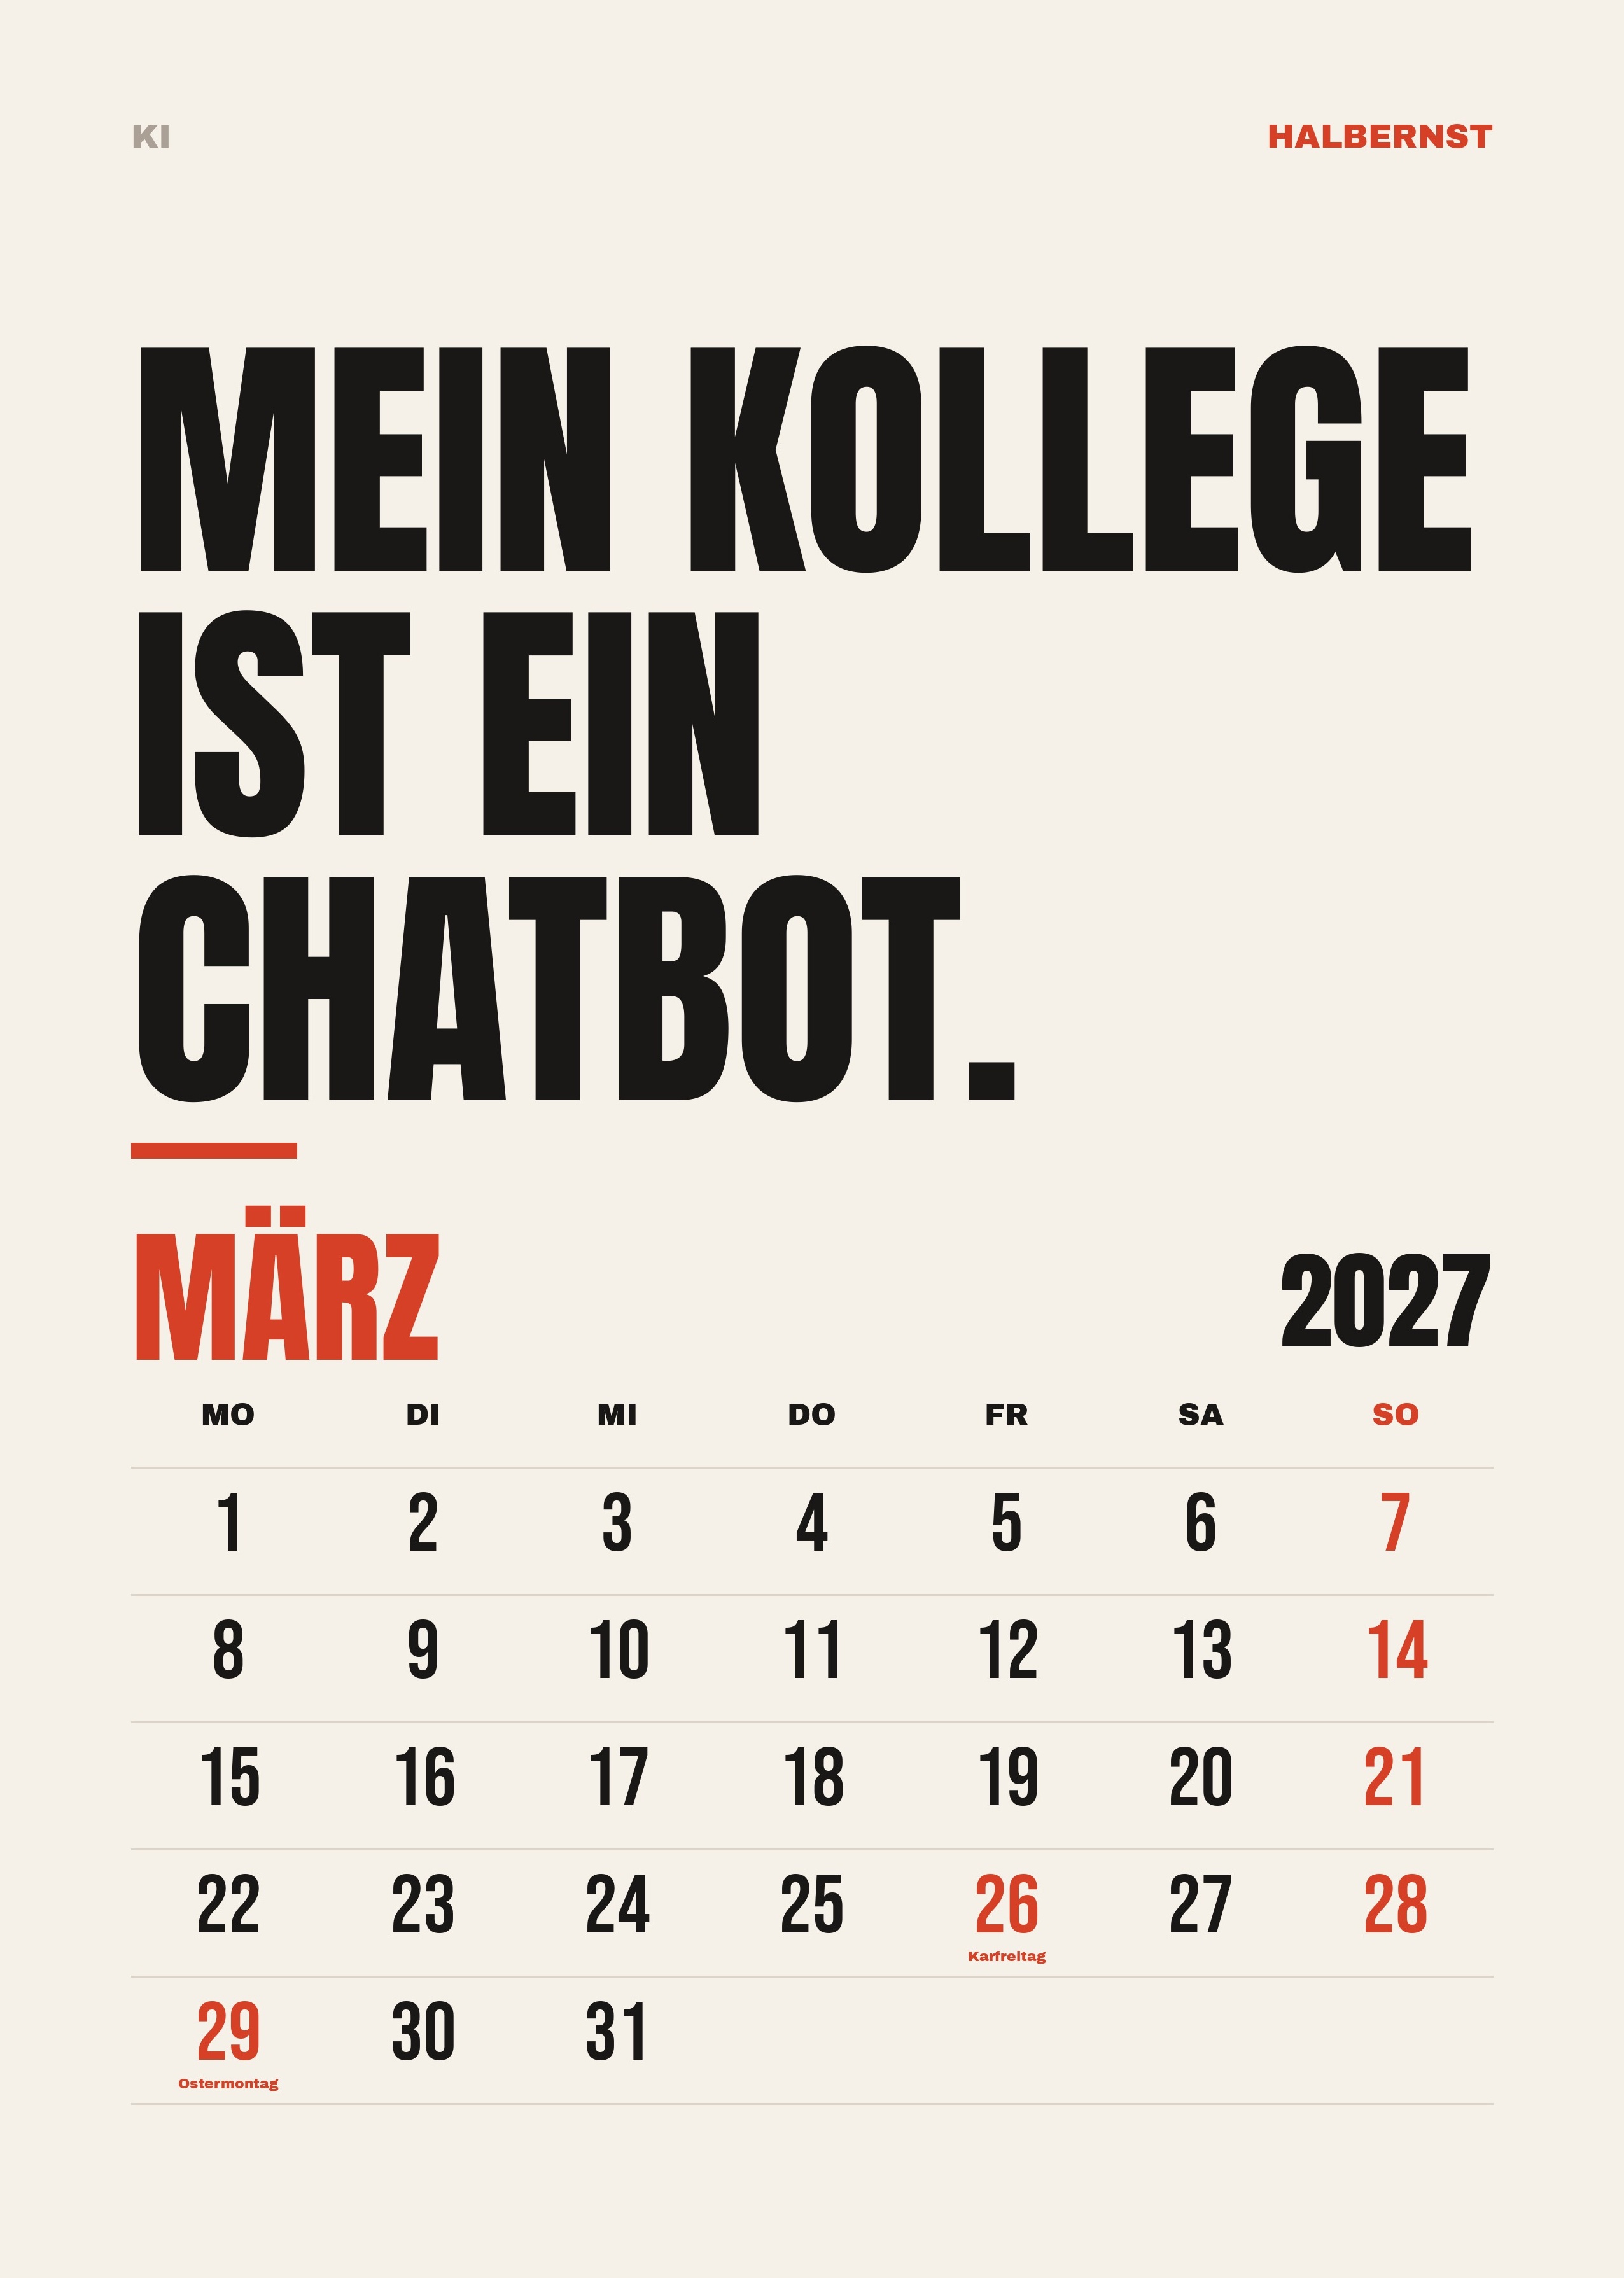 KI HALBERNST
MEIN KOLLEGE
IST EIN
CHATBOT.
MÄRZ 2027
MO DI MI DO FR SA SO
1 2 3 4 5 6 7
8 9 10 11 12 13 14
15 16 17 18 19 20 21
22 23 24 25 26 27 28
Karfreitag
29 30 31
Ostermontag